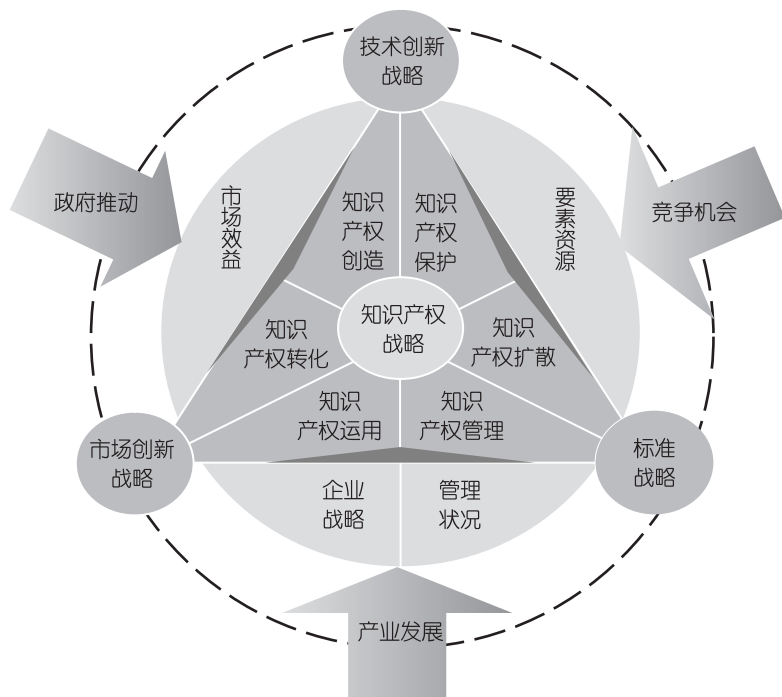 技术创新
战略
政府推动
市场效益
要素资源
竞争机会
知识
产权
创造
知识
产权
保护
知识产权
战略
知识
产权转化
知识
产权扩散
知识
产权运用
知识
产权管理
市场创新
战略
标准
战略
企业
战略
管理
状况
产业发展